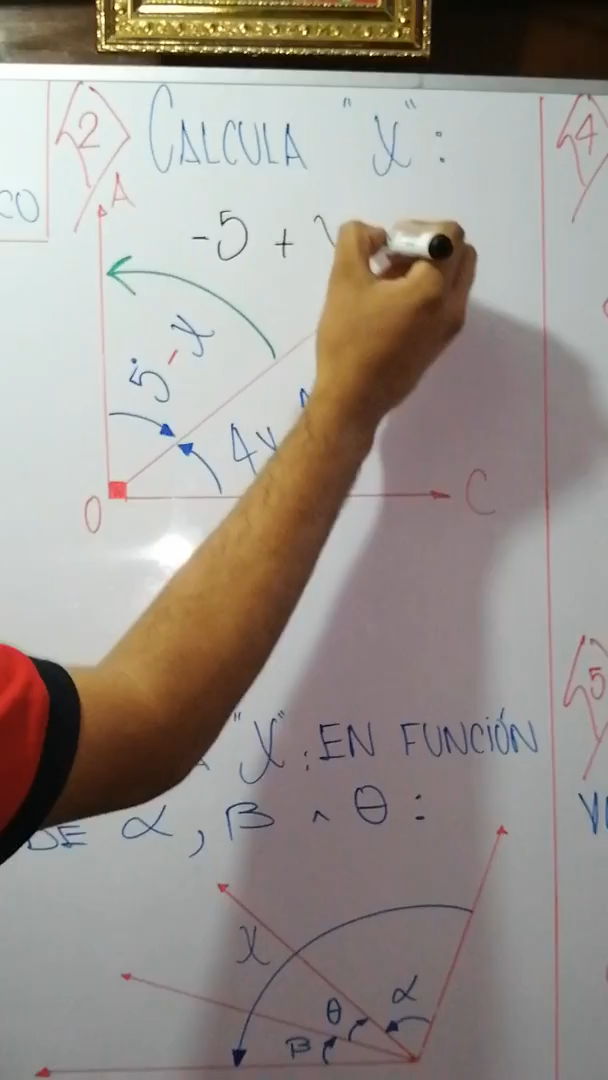 CO
2
CALCULA "X":
4
A
-5 +
5° - X
4x
C
O
5
"X": EN FUNCIÓN
DE α, β ^ θ:
X
α
θ
β